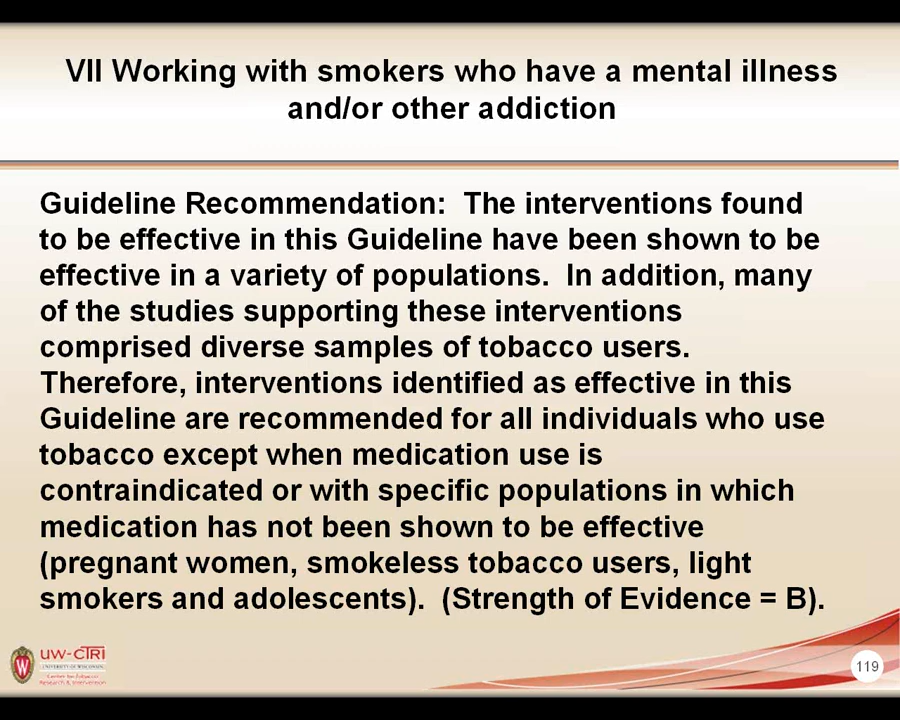 VII Working with smokers who have a mental illness
and/or other addiction
Guideline Recommendation: The interventions found
to be effective in this Guideline have been shown to be
effective in a variety of populations. In addition, many
of the studies supporting these interventions
comprised diverse samples of tobacco users.
Therefore, interventions identified as effective in this
Guideline are recommended for all individuals who use
tobacco except when medication use is
contraindicated or with specific populations in which
medication has not been shown to be effective
(pregnant women, smokeless tobacco users, light
smokers and adolescents). (Strength of Evidence = B).
W
UW-CTRI
UNIVERSITY OF WISCONSIN
Center for Tobacco
Research & Intervention
119